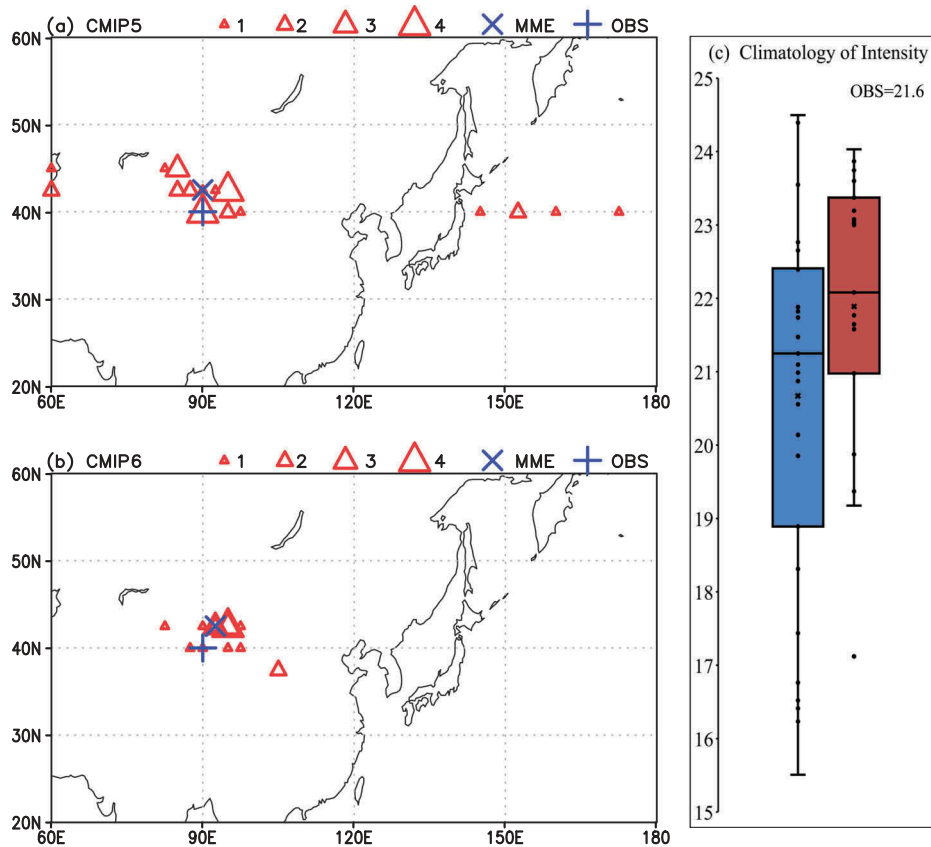 (a) CMIP5 1 2 3 4 MME OBS
60N
50N
40N
30N
20N
60E 90E 120E 150E 180
(b) CMIP6 1 2 3 4 MME OBS
60N
50N
40N
30N
20N
60E 90E 120E 150E 180
(c) Climatology of Intensity
OBS=21.6
25
24
23
22
21
20
19
18
17
16
15